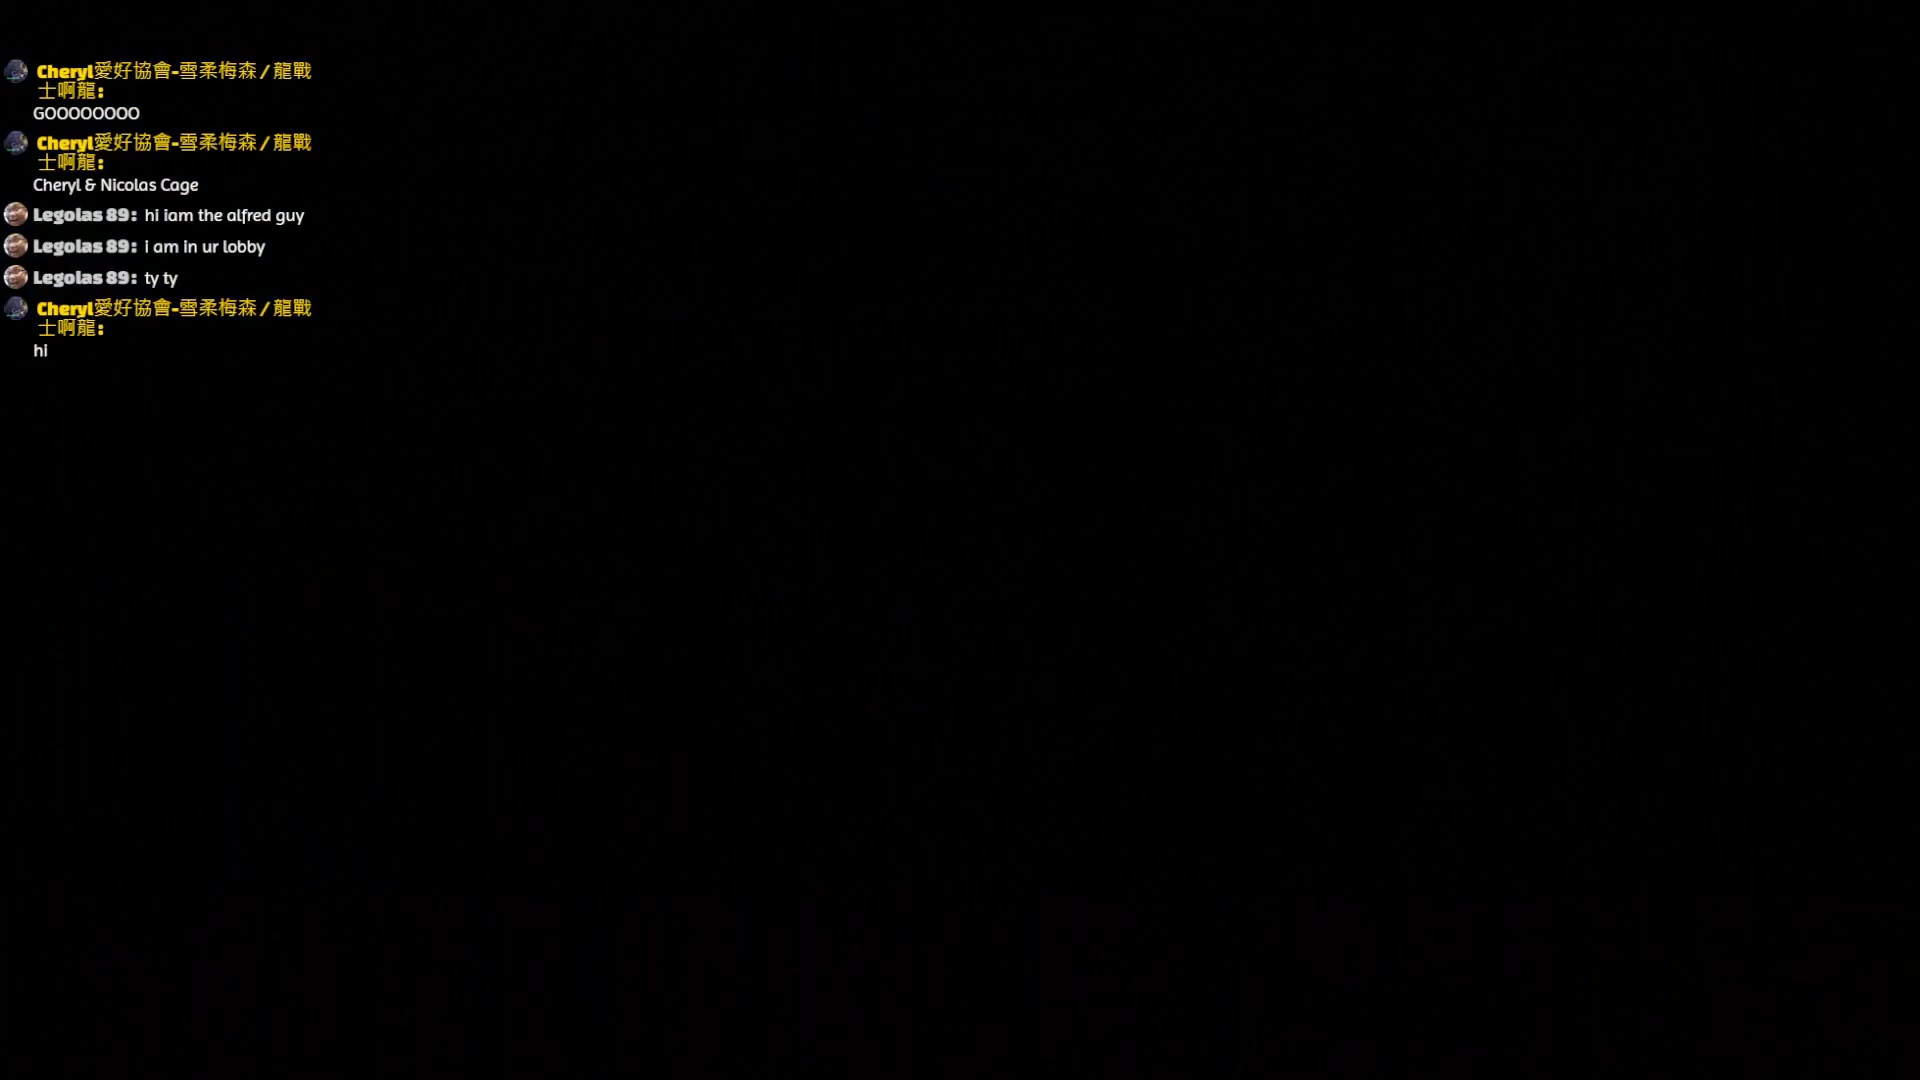 Cheryl愛好協會-雪柔梅森/龍戰
士啊龍:
GOOOOOOOO
Cheryl愛好協會-雪柔梅森/龍戰
士啊龍:
Cheryl & Nicolas Cage
Legolas 89: hi iam the alfred guy
Legolas 89: i am in ur lobby
Legolas 89: ty ty
Cheryl愛好協會-雪柔梅森/龍戰
士啊龍:
hi